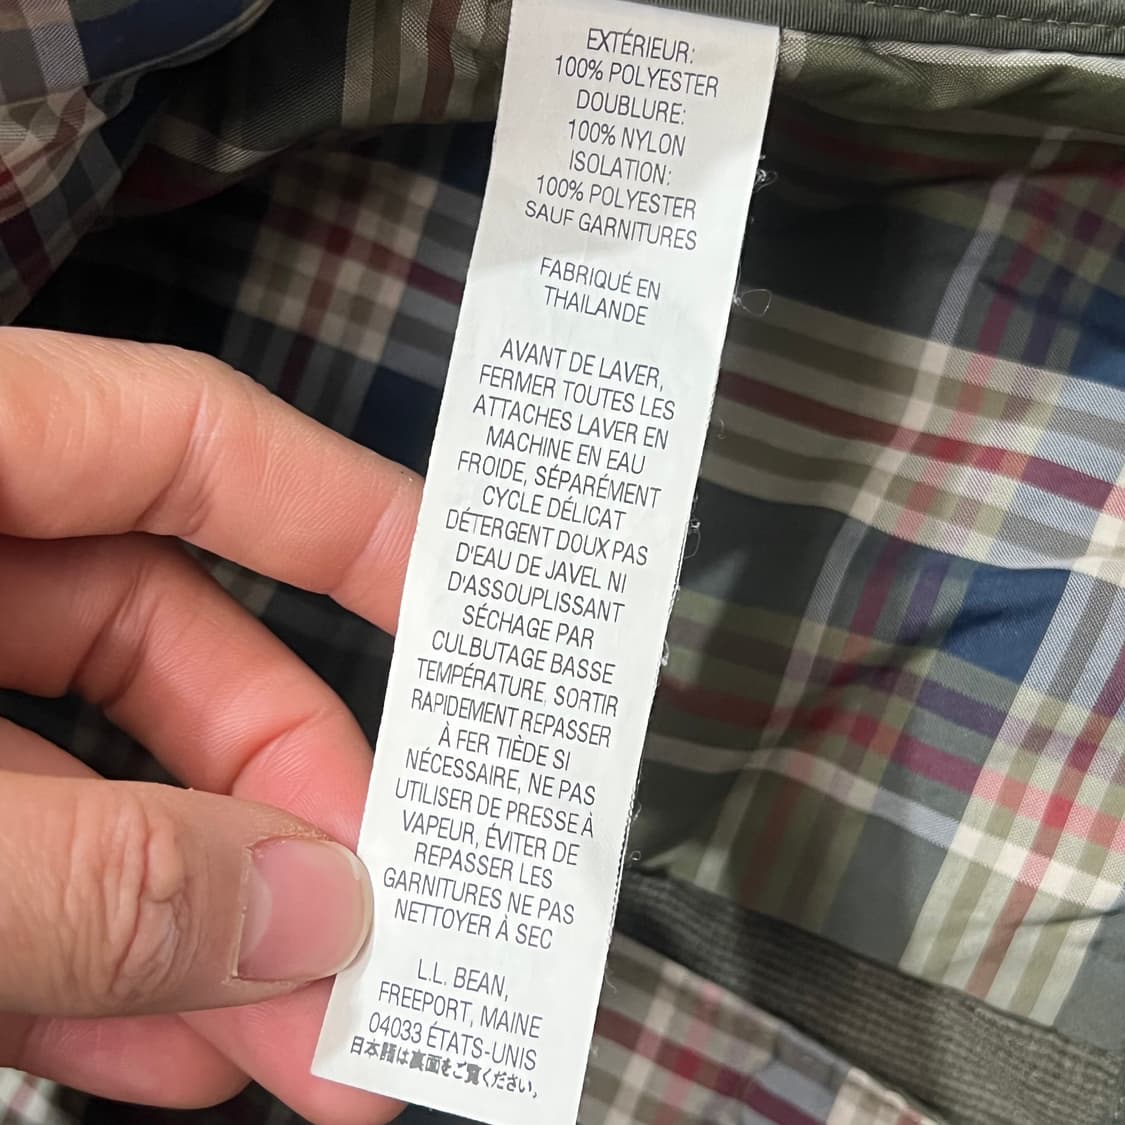 EXTÉRIEUR:
100% POLYESTER
DOUBLURE:
100% NYLON
ISOLATION:
100% POLYESTER
SAUF GARNITURES
FABRIQUÉ EN
THAILANDE
AVANT DE LAVER,
FERMER TOUTES LES
ATTACHES LAVER EN
MACHINE EN EAU
FROIDE, SÉPARÉMENT
CYCLE DÉLICAT
DÉTERGENT DOUX PAS
D'EAU DE JAVEL NI
D'ASSOUPLISSANT
SÉCHAGE PAR
CULBUTAGE BASSE
TEMPÉRATURE, SORTIR
RAPIDEMENT REPASSER
À FER TIÈDE SI
NÉCESSAIRE, NE PAS
UTILISER DE PRESSE À
VAPEUR, ÉVITER DE
REPASSER LES
GARNITURES NE PAS
NETTOYER À SEC
L.L. BEAN,
FREEPORT, MAINE
04033 ÉTATS-UNIS
日本語は裏面をご覧ください。